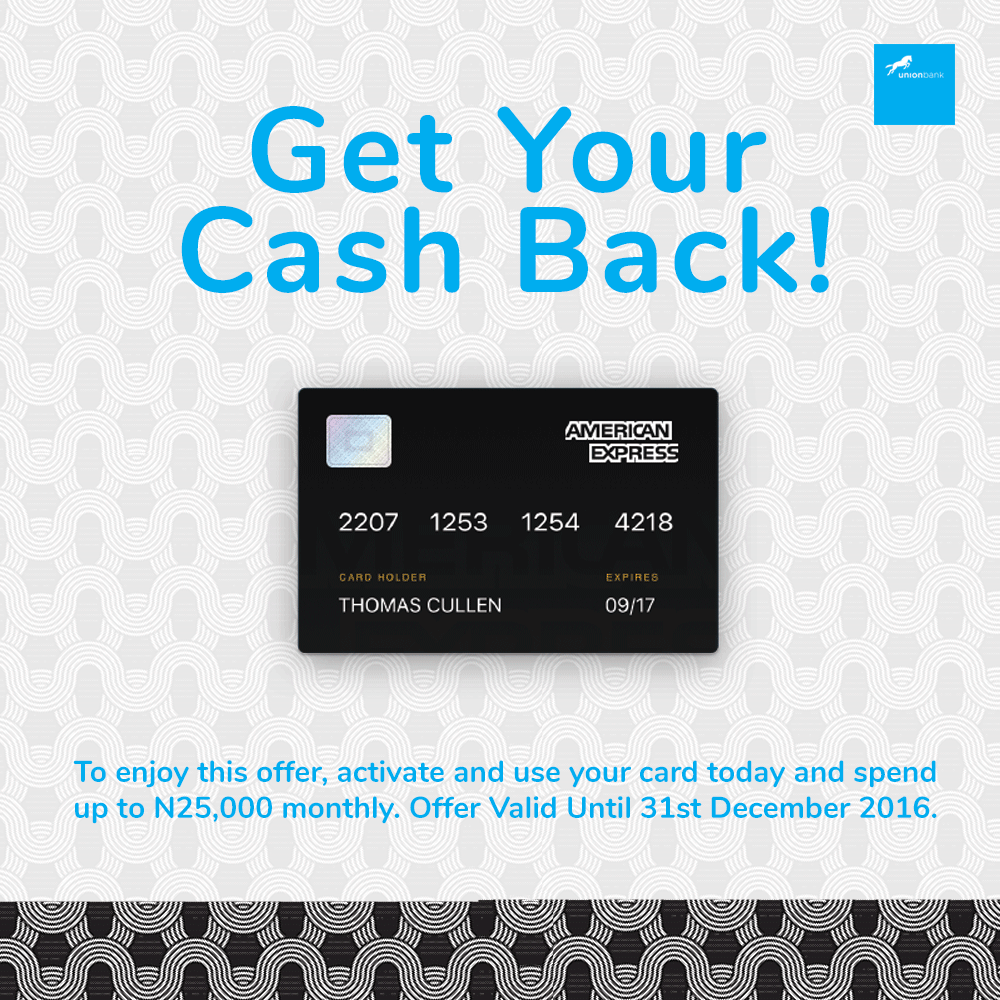 unionbank
Get Your
Cash Back!
AMERICAN
EXPRESS
2207 1253 1254 4218
CARD HOLDER EXPIRES
THOMAS CULLEN 09/17
To enjoy this offer, activate and use your card today and spend
up to N25,000 monthly. Offer Valid Until 31st December 2016.